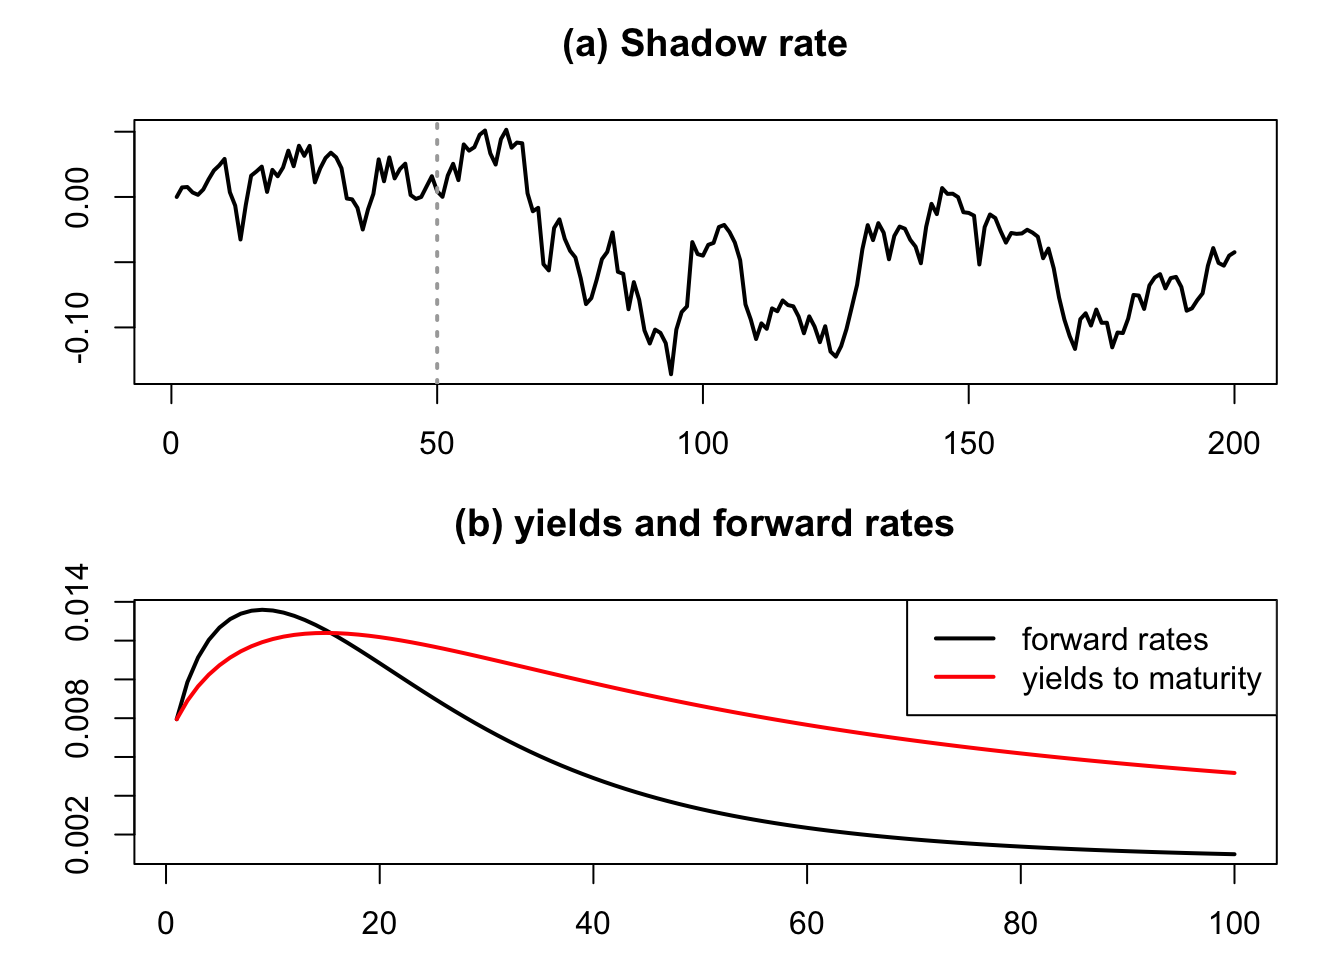 (a) Shadow rate
0.00
-0.10
0 50 100 150 200
(b) yields and forward rates
0.014
0.008
0.002
forward rates
yields to maturity
0 20 40 60 80 100